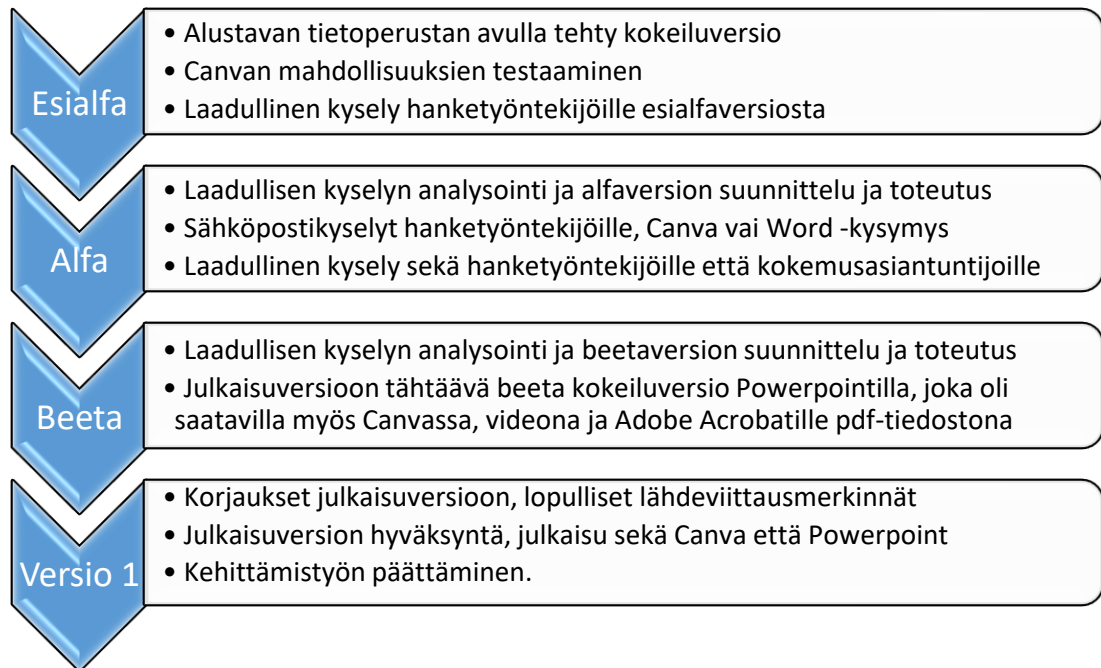 Esialfa
• Alustavan tietoperustan avulla tehty kokeiluversio
• Canvan mahdollisuuksien testaaminen
• Laadullinen kysely hanketyöntekijöille esialfaversiosta
Alfa
• Laadullisen kyselyn analysointi ja alfaversion suunnittelu ja toteutus
• Sähköpostikyselyt hanketyöntekijöille, Canva vai Word -kysymys
• Laadullinen kysely sekä hanketyöntekijöille että kokemusasiantuntijoille
Beeta
• Laadullisen kyselyn analysointi ja beetaversion suunnittelu ja toteutus
• Julkaisuversioon tähtäävä beeta kokeiluversio Powerpointilla, joka oli
saatavilla myös Canvassa, videona ja Adobe Acrobatille pdf-tiedostona
Versio 1
• Korjaukset julkaisuversioon, lopulliset lähdeviittausmerkinnät
• Julkaisuversion hyväksyntä, julkaisu sekä Canva että Powerpoint
• Kehittämistyön päättäminen.